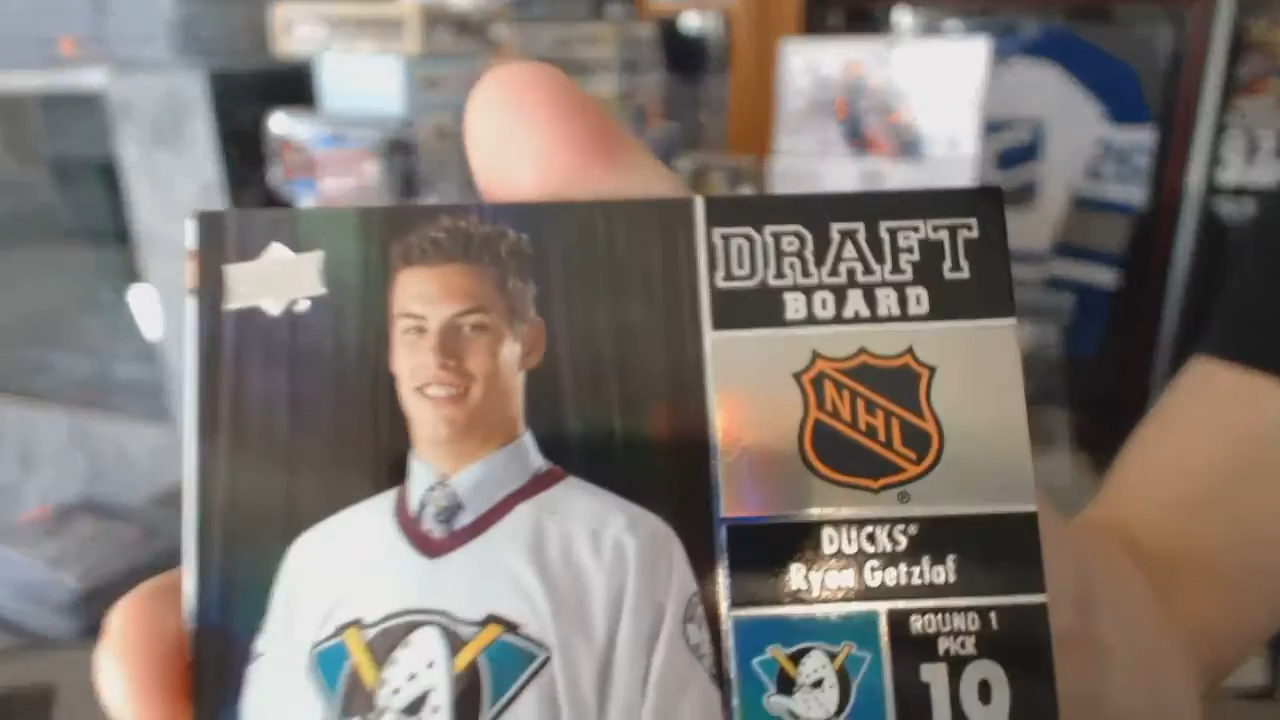 DRAFT
BOARD
NHL
®
DUCKS®
Ryan Getzlaf
ROUND 1
PICK
19